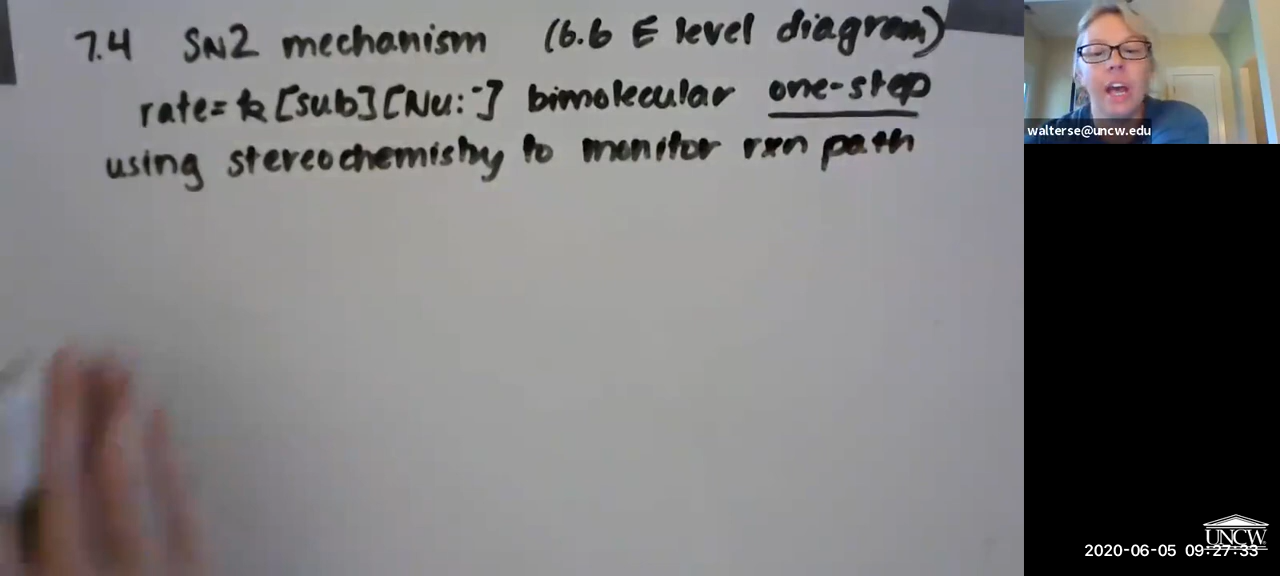 7.4 SN2 mechanism (6.6 E level diagram)
rate = k [sub][Nu:⁻] bimolecular one-step
using stereochemistry to monitor rxn path
walterse@uncw.edu
UNCW
2020-06-05 09:27:33